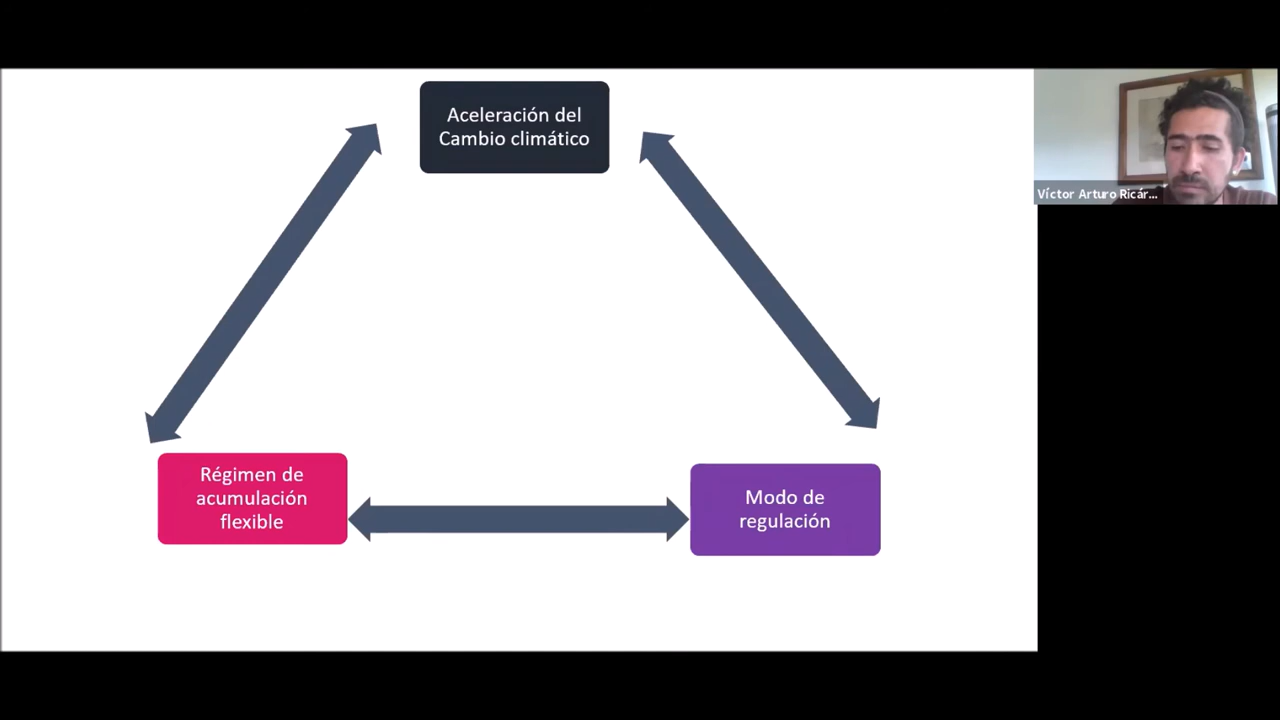 Aceleración del
Cambio climático
Víctor Arturo Ricár...
Régimen de
acumulación
flexible
Modo de
regulación